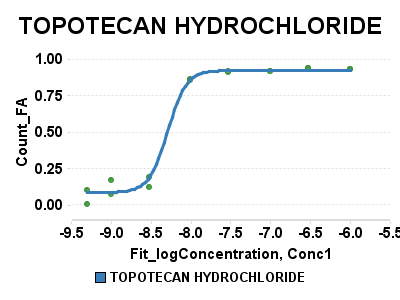 TOPOTECAN HYDROCHLORIDE
1.00
0.75
0.50
0.25
0.00
Count_FA
-9.5 -9.0 -8.5 -8.0 -7.5 -7.0 -6.5 -6.0 -5.5
Fit_logConcentration, Conc1
TOPOTECAN HYDROCHLORIDE